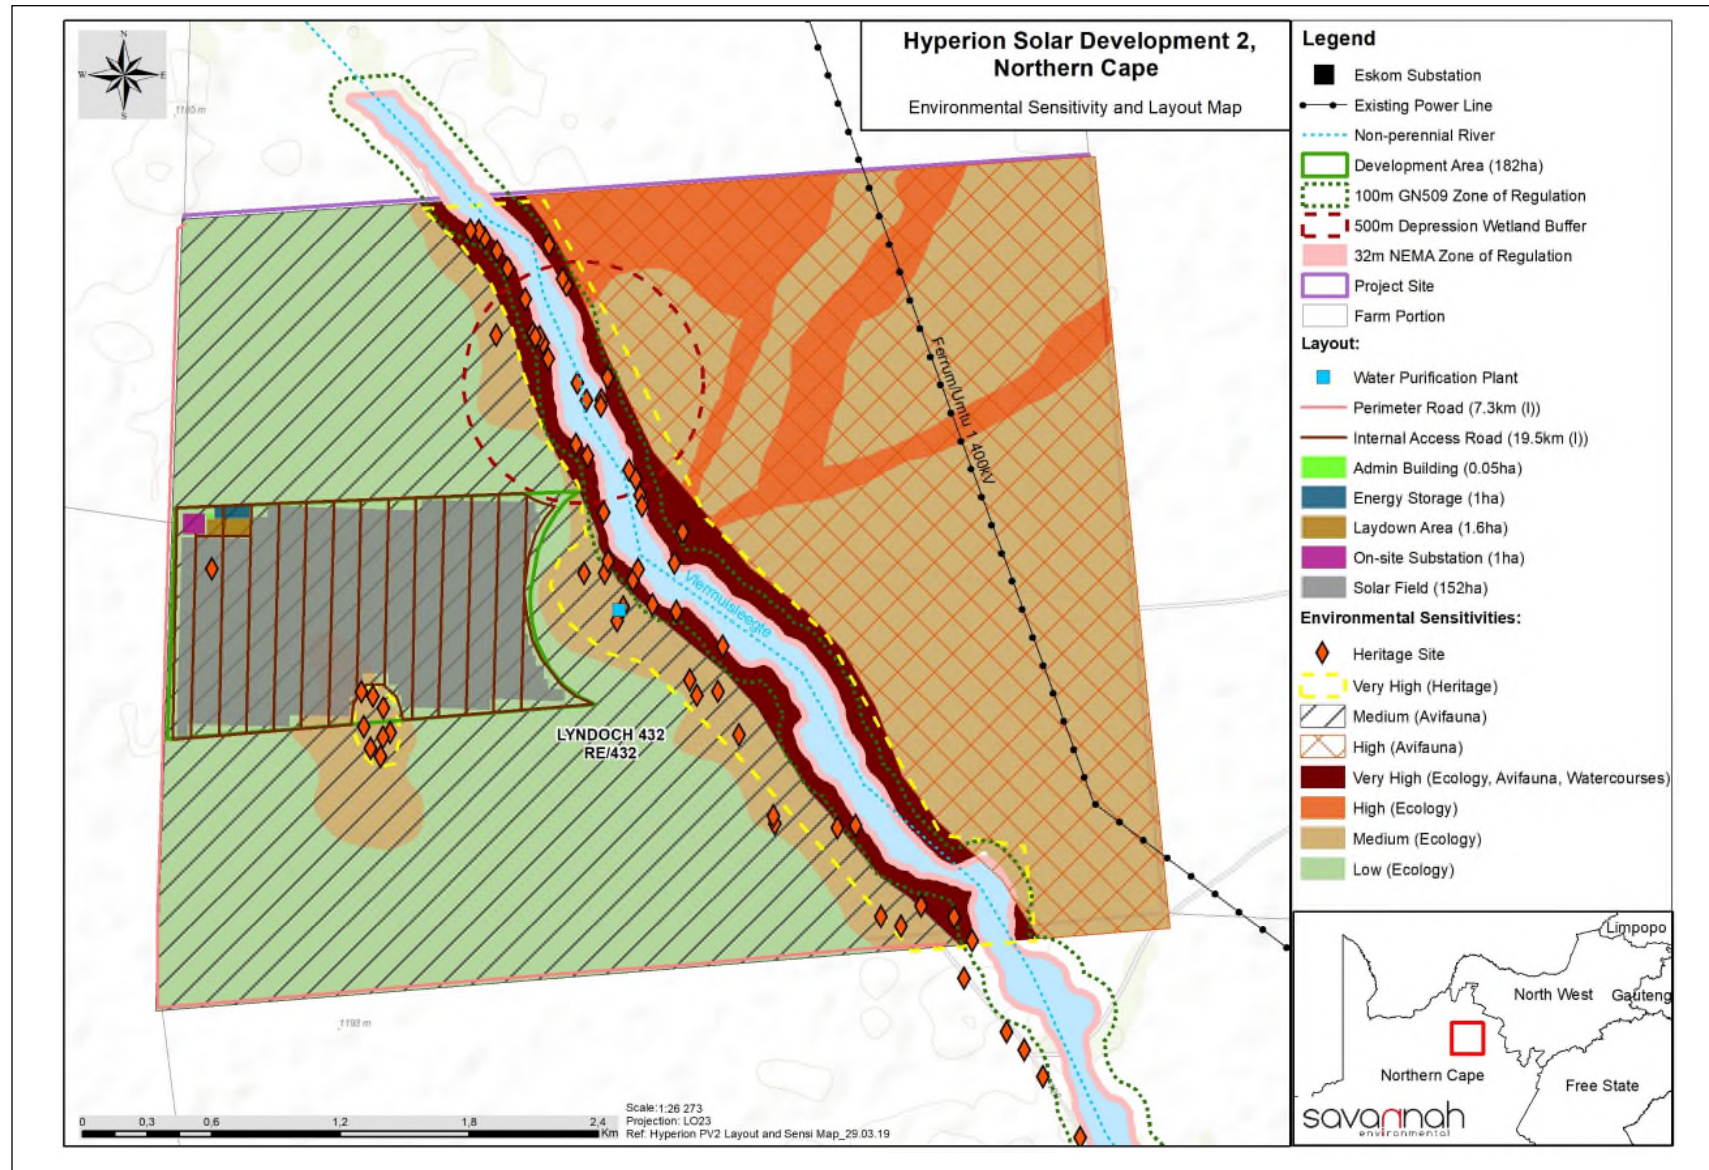 Hyperion Solar Development 2,
Northern Cape
Environmental Sensitivity and Layout Map
N
W
E
S
1193 m
Ferrum/Umtu 1 400kV
Vlermuisleegte
LYNDOCH 432
RE/432
0
0,3
0,6
1,2
1,8
2,4
Km
Scale:1:26 273
Projection: LO23
Ref: Hyperion PV2 Layout and Sensi Map_29.03.19
Legend
Eskom Substation
Existing Power Line
Non-perennial River
Development Area (182ha)
100m GN509 Zone of Regulation
500m Depression Wetland Buffer
32m NEMA Zone of Regulation
Project Site
Farm Portion
Layout:
Water Purification Plant
Perimeter Road (7.3km (l))
Internal Access Road (19.5km (l))
Admin Building (0.05ha)
Energy Storage (1ha)
Laydown Area (1.6ha)
On-site Substation (1ha)
Solar Field (152ha)
Environmental Sensitivities:
Heritage Site
Very High (Heritage)
Medium (Avifauna)
High (Avifauna)
Very High (Ecology, Avifauna, Watercourses)
High (Ecology)
Medium (Ecology)
Low (Ecology)
Limpopo
North West
Gauteng
Northern Cape
Free State
savannah
environmental